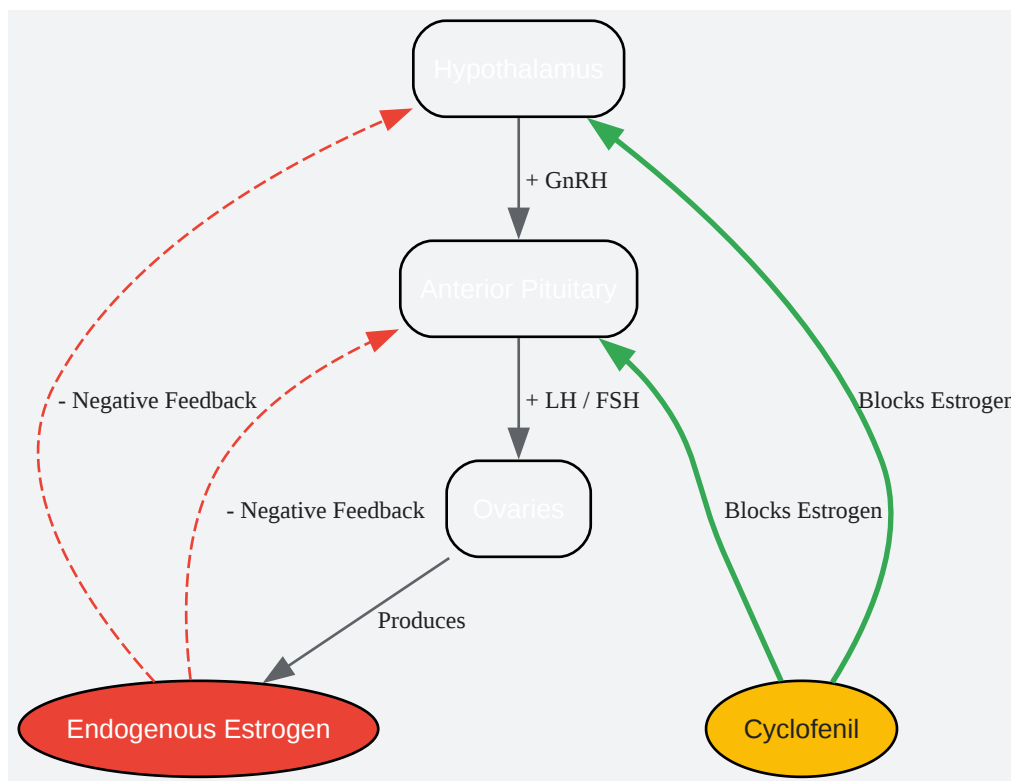 Hypothalamus
+ GnRH
Anterior Pituitary
- Negative Feedback
+ LH / FSH
Blocks Estrogen
- Negative Feedback
Ovaries
Blocks Estrogen
Produces
Endogenous Estrogen
Cyclofenil